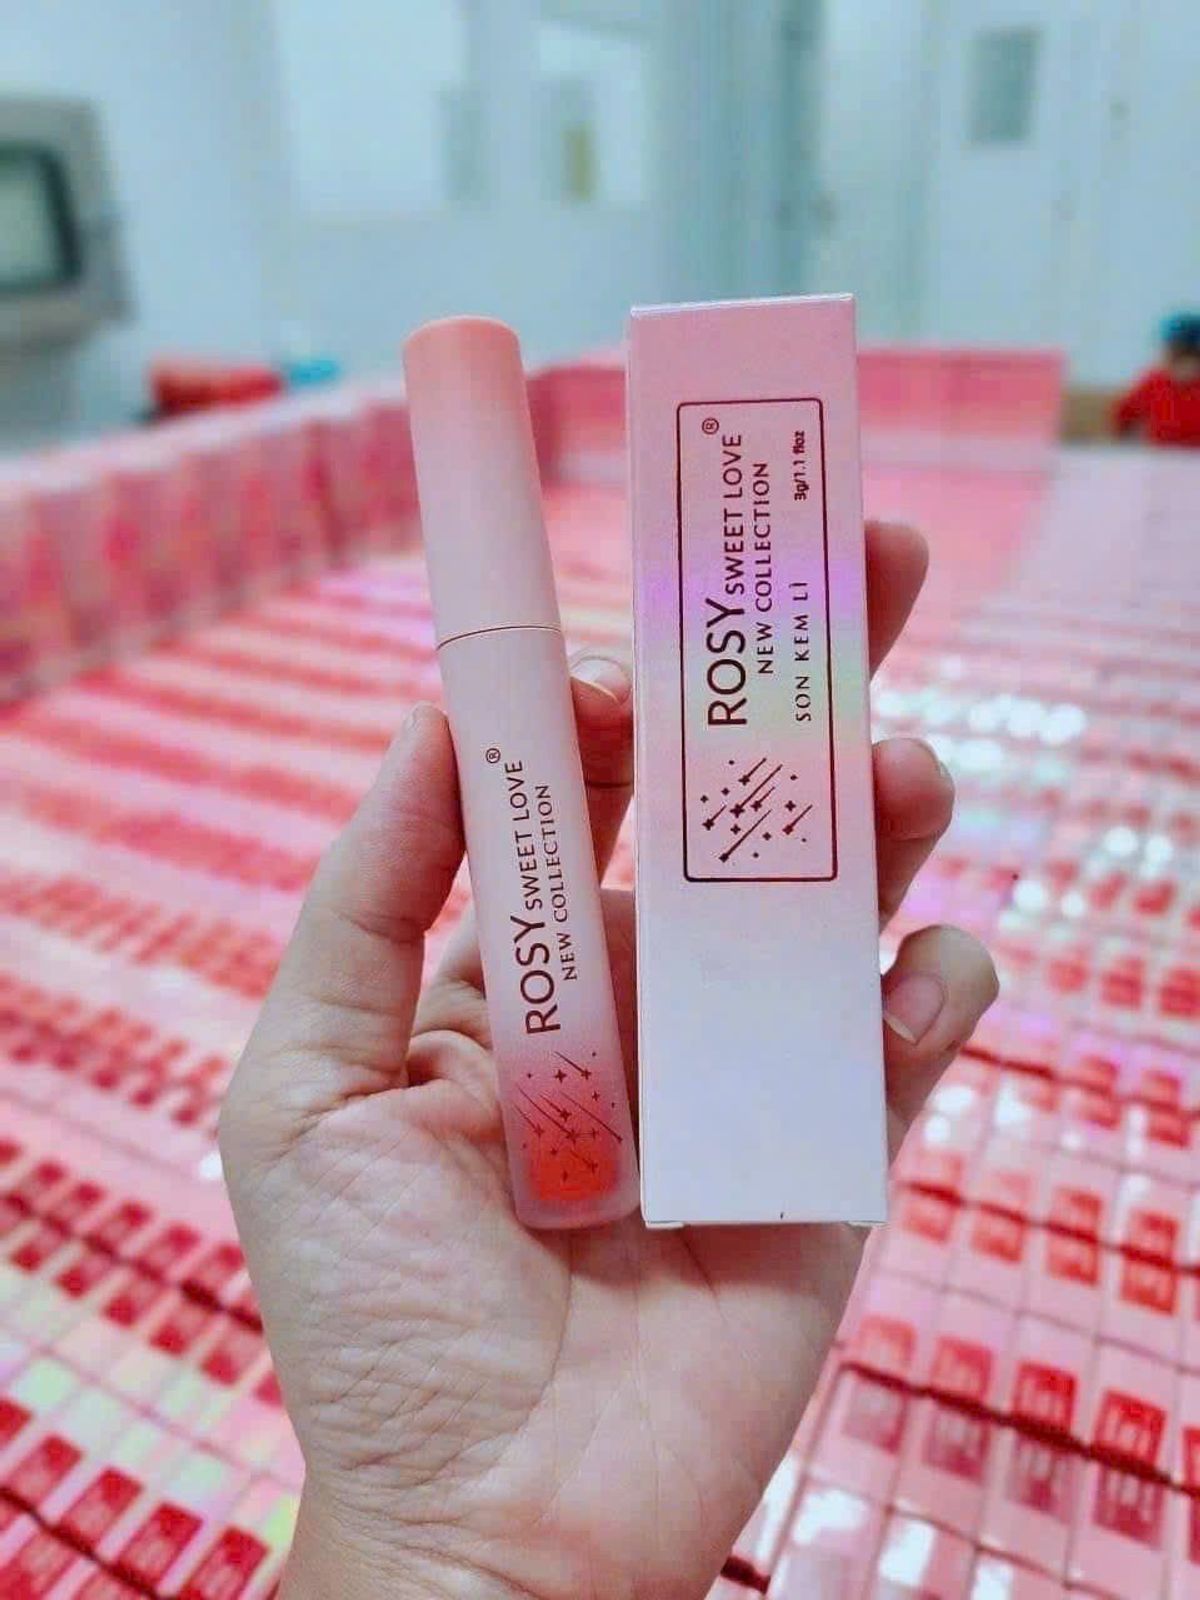 ROSY SWEET LOVE ®
NEW COLLECTION
ROSY SWEET LOVE ®
NEW COLLECTION
SON KEM LÌ 3g/1.1 floz